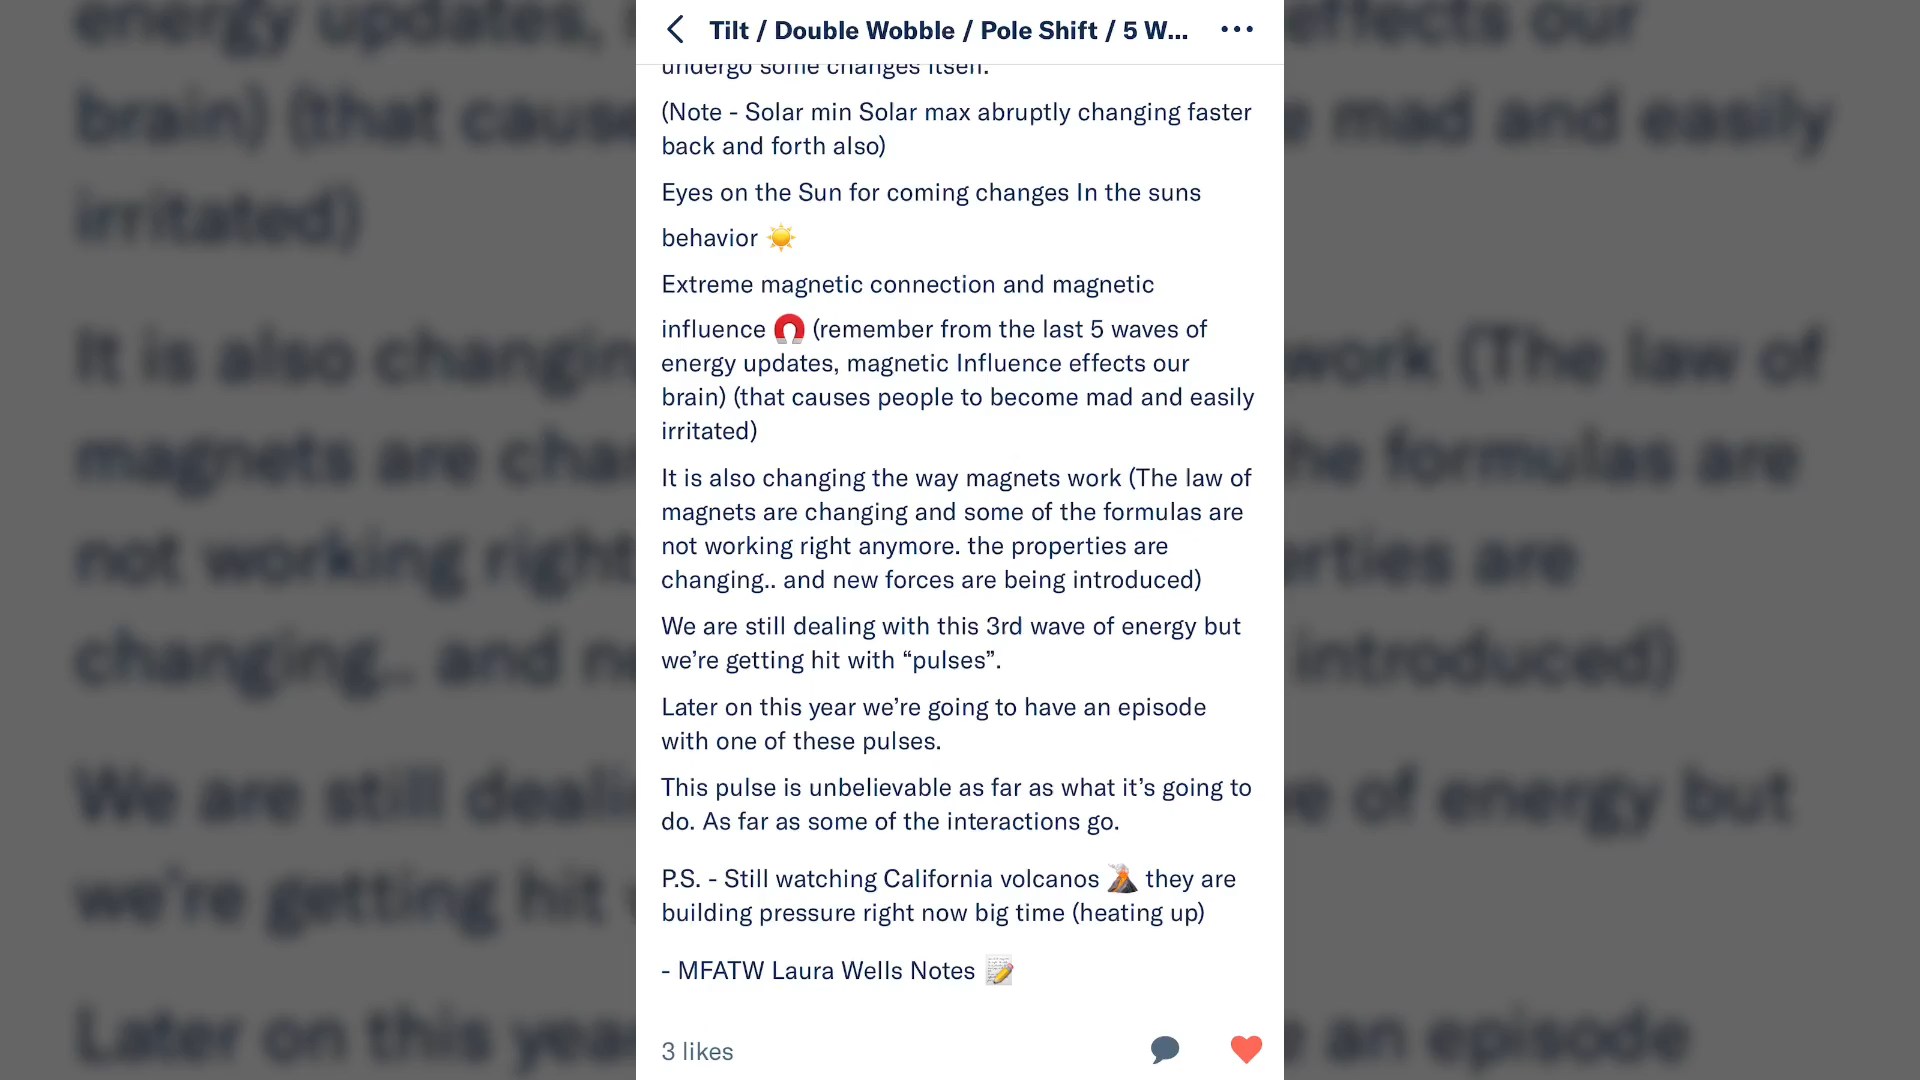 Tilt / Double Wobble / Pole Shift / 5 W...
undergo some changes itself.
(Note - Solar min Solar max abruptly changing faster
back and forth also)
Eyes on the Sun for coming changes In the suns
behavior ☀️
Extreme magnetic connection and magnetic
influence 🧲 (remember from the last 5 waves of
energy updates, magnetic Influence effects our
brain) (that causes people to become mad and easily
irritated)
It is also changing the way magnets work (The law of
magnets are changing and some of the formulas are
not working right anymore. the properties are
changing.. and new forces are being introduced)
We are still dealing with this 3rd wave of energy but
we’re getting hit with “pulses”.
Later on this year we’re going to have an episode
with one of these pulses.
This pulse is unbelievable as far as what it’s going to
do. As far as some of the interactions go.
P.S. - Still watching California volcanos 🌋 they are
building pressure right now big time (heating up)
- MFATW Laura Wells Notes 📝
3 likes